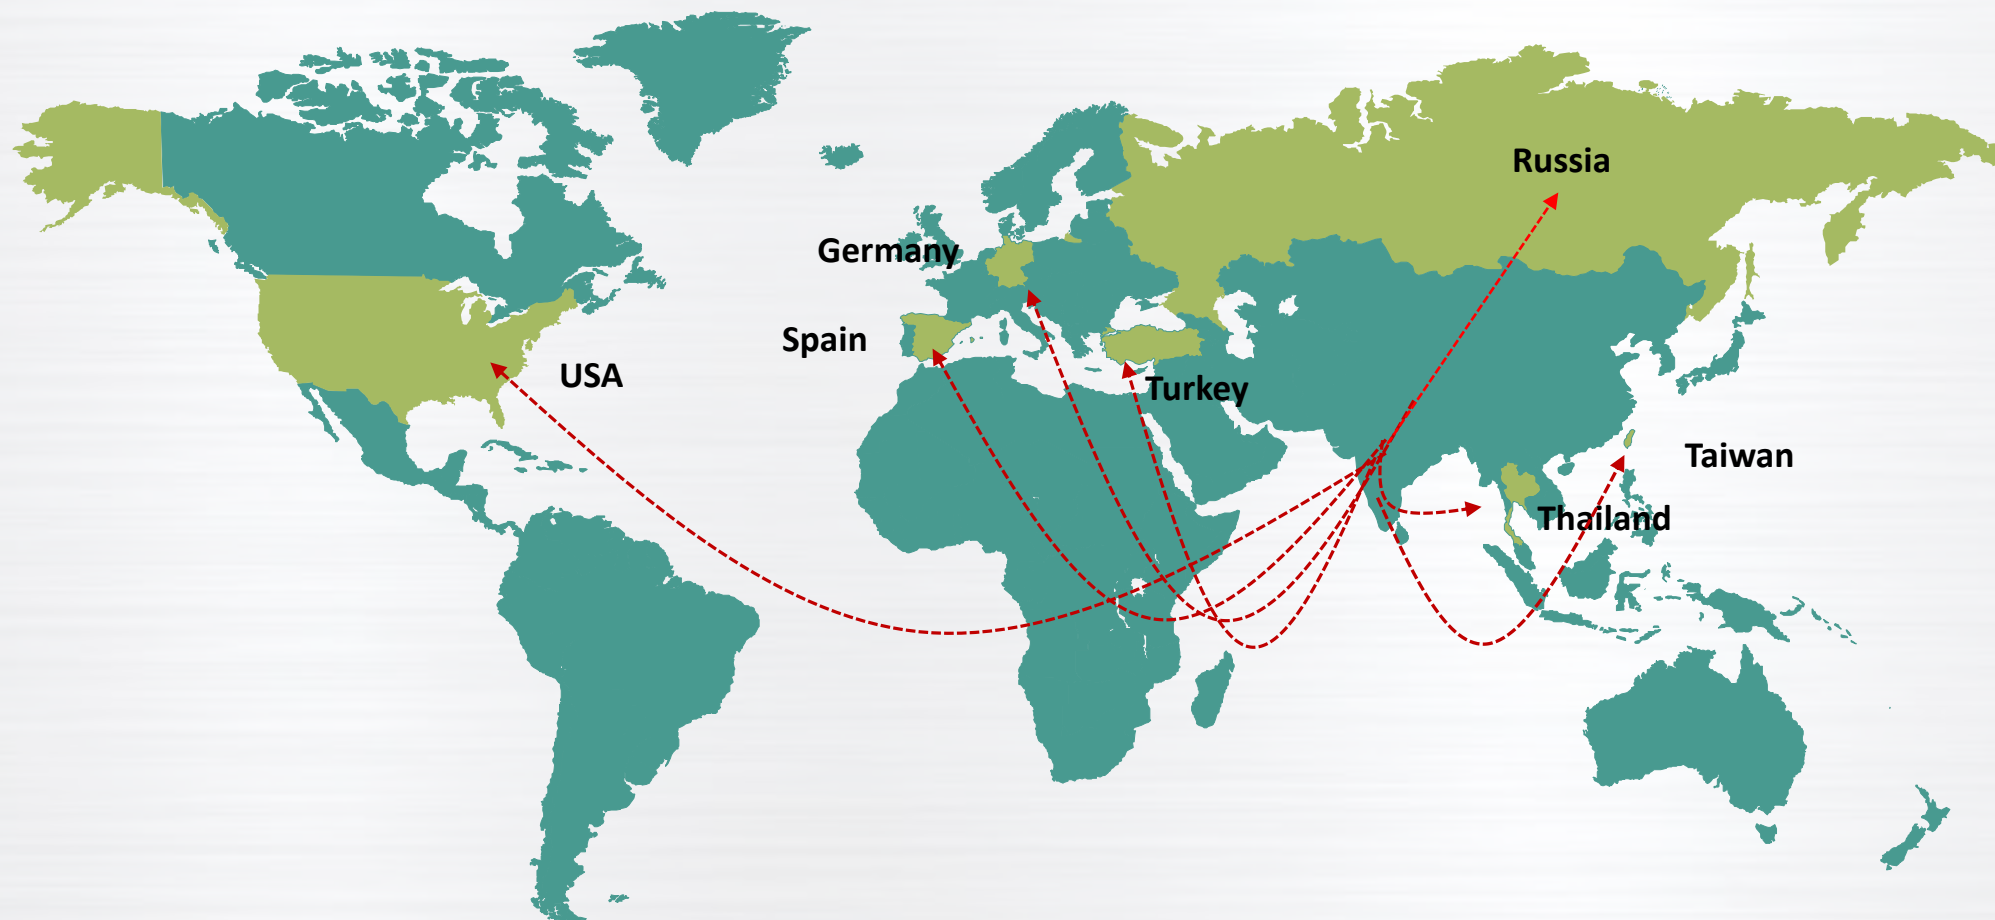 Russia
Germany
Spain
USA
Turkey
Taiwan
Thailand